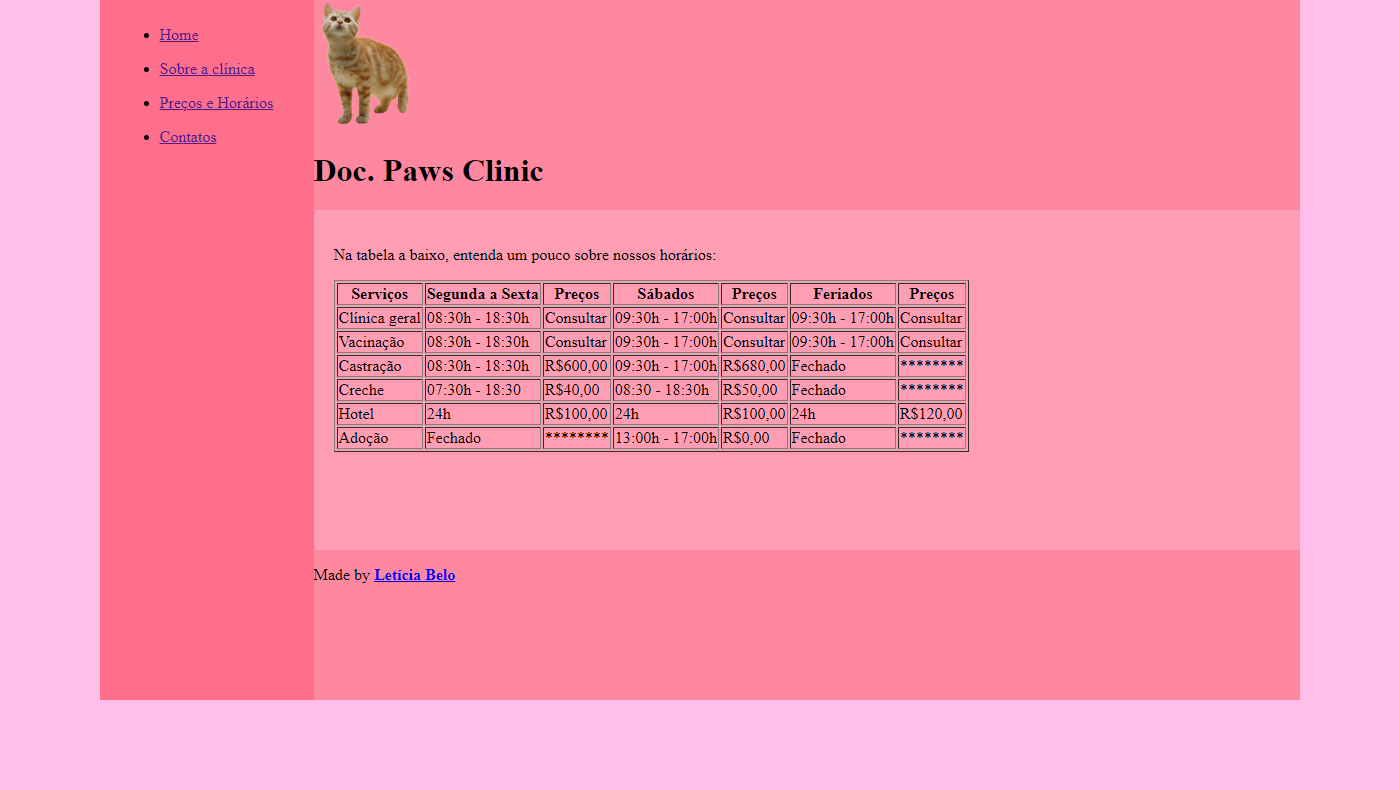 Home
Sobre a clínica
Preços e Horários
Contatos
Doc. Paws Clinic
Na tabela a baixo, entenda um pouco sobre nossos horários:
Serviços Segunda a Sexta Preços Sábados Preços Feriados Preços
Clínica geral 08:30h - 18:30h Consultar 09:30h - 17:00h Consultar 09:30h - 17:00h Consultar
Vacinação 08:30h - 18:30h Consultar 09:30h - 17:00h Consultar 09:30h - 17:00h Consultar
Castração 08:30h - 18:30h R$600,00 09:30h - 17:00h R$680,00 Fechado ********
Creche 07:30h - 18:30 R$40,00 08:30 - 18:30h R$50,00 Fechado ********
Hotel 24h R$100,00 24h R$100,00 24h R$120,00
Adoção Fechado ******** 13:00h - 17:00h R$0,00 Fechado ********
Made by Letícia Belo